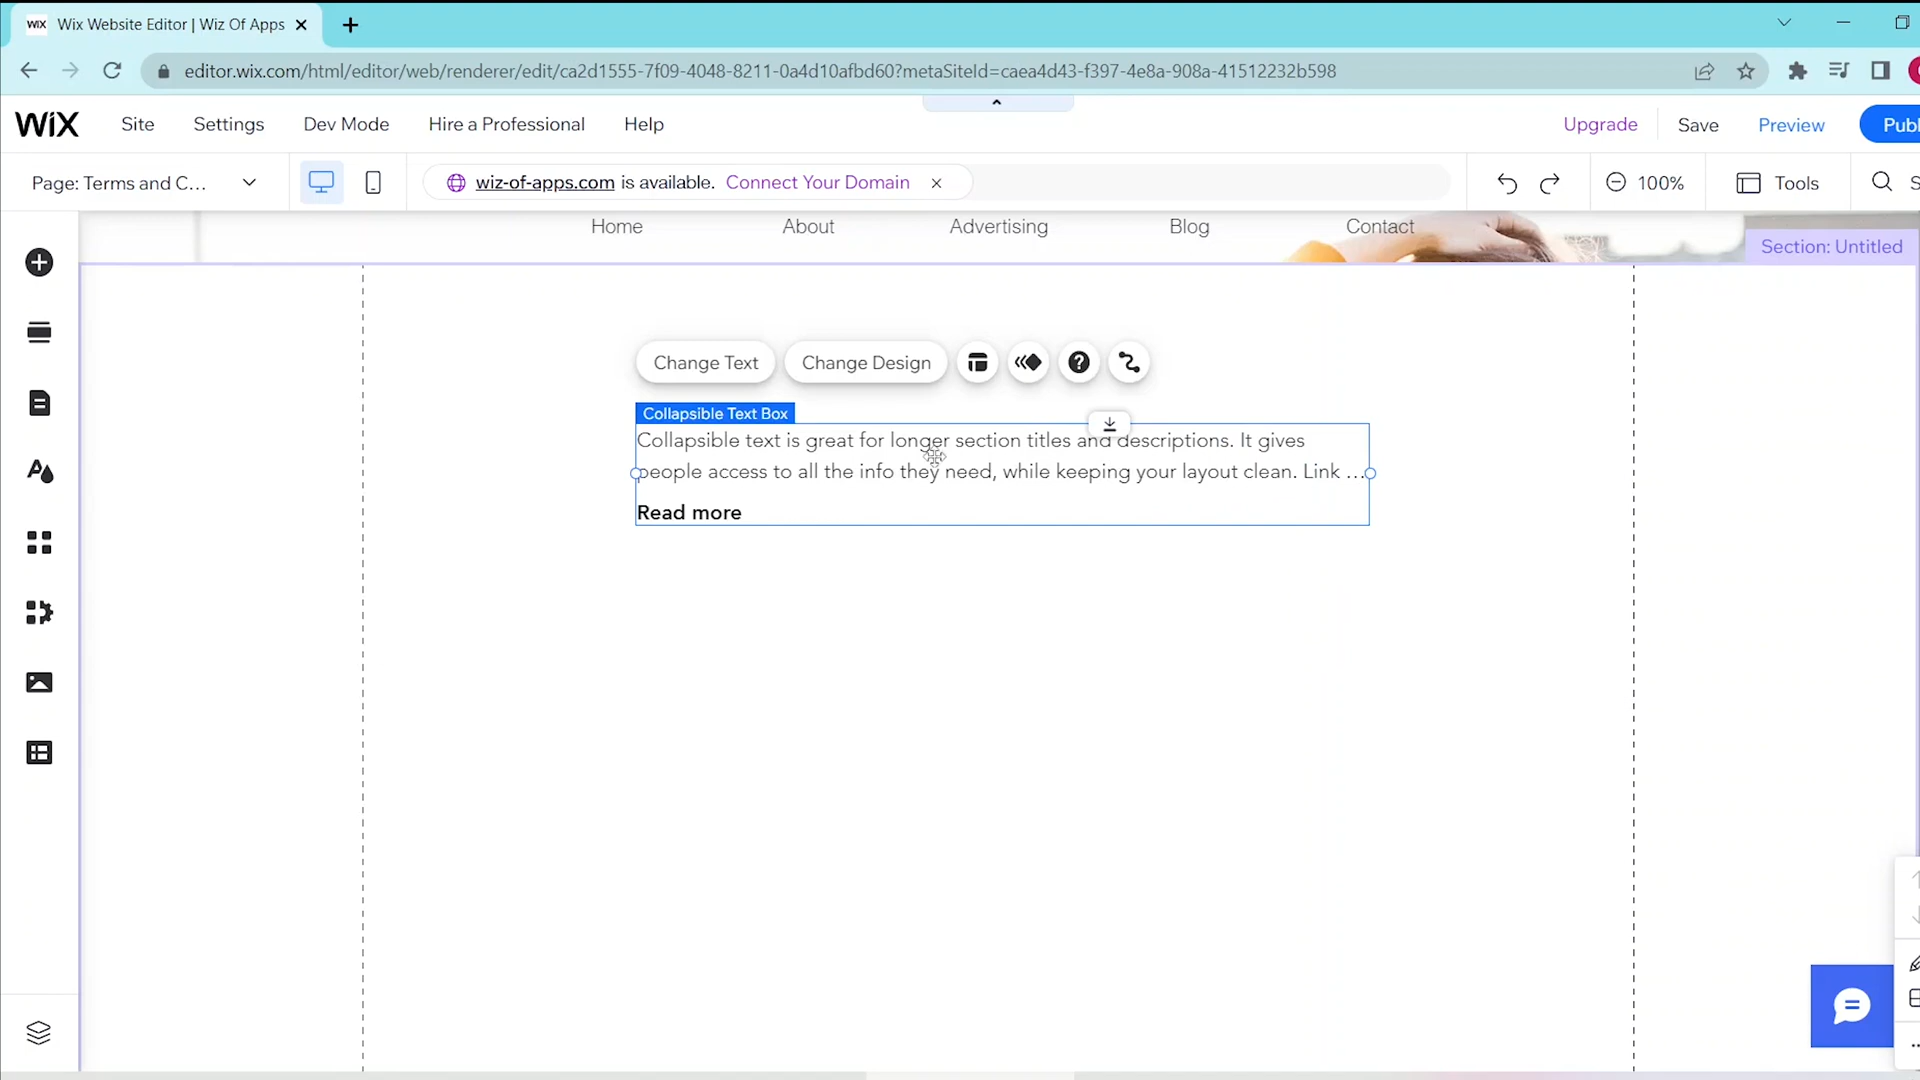 WiX Wix Website Editor | Wiz Of Apps
editor.wix.com/html/editor/web/renderer/edit/ca2d1555-7f09-4048-8211-0a4d10afbd60?metaSiteId=caea4d43-f397-4e8a-908a-41512232b598
WiX Site Settings Dev Mode Hire a Professional Help Upgrade Save Preview Publ
Page: Terms and C... wiz-of-apps.com is available. Connect Your Domain 100% Tools S
Home About Advertising Blog Contact
Section: Untitled
Change Text Change Design
Collapsible Text Box
Collapsible text is great for longer section titles and descriptions. It gives
people access to all the info they need, while keeping your layout clean. Link ...
Read more